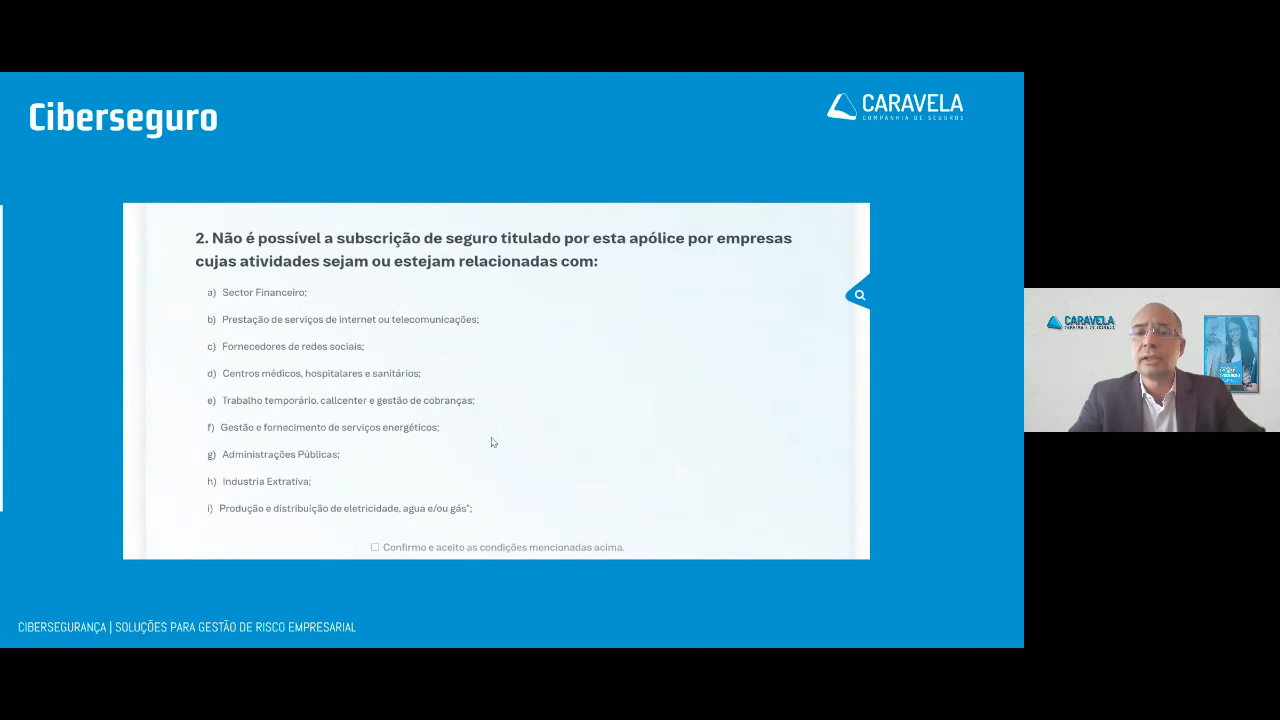 Ciberseguro
CARAVELA
COMPANHIA DE SEGUROS
2. Não é possível a subscrição de seguro titulado por esta apólice por empresas
cujas atividades sejam ou estejam relacionadas com:
a) Sector Financeiro;
b) Prestação de serviços de internet ou telecomunicações;
c) Fornecedores de redes sociais;
d) Centros médicos, hospitalares e sanitários;
e) Trabalho temporário, callcenter e gestão de cobranças;
f) Gestão e fornecimento de serviços energéticos;
g) Administrações Públicas;
h) Industria Extrativa;
i) Produção e distribuição de eletricidade, agua e/ou gás";
Confirmo e aceito as condições mencionadas acima.
CIBERSEGURANÇA | SOLUÇÕES PARA GESTÃO DE RISCO EMPRESARIAL
CARAVELA
COMPANHIA DE SEGUROS